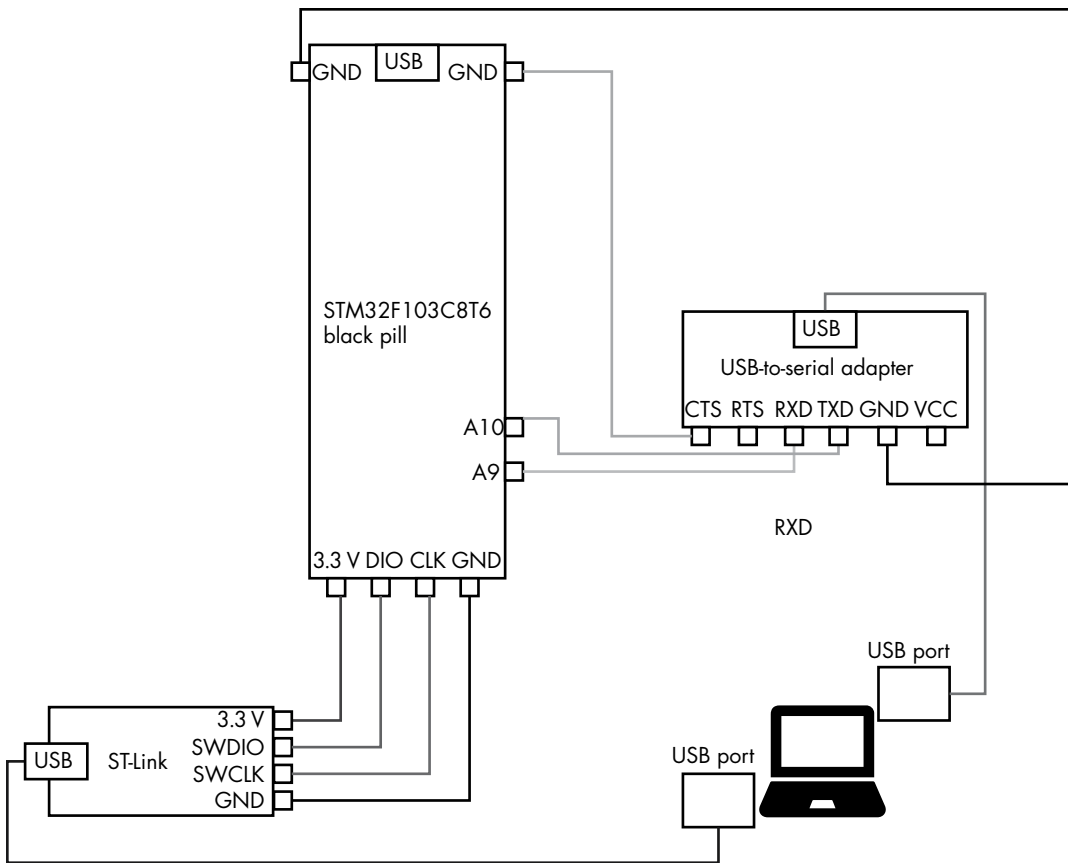 USB
GND
GND
STM32F103C8T6
black pill
USB
USB-to-serial adapter
CTS RTS RXD TXD GND VCC
A10
A9
RXD
3.3 V DIO CLK GND
USB port
3.3 V
SWDIO
USB
ST-Link
SWCLK
GND
USB port